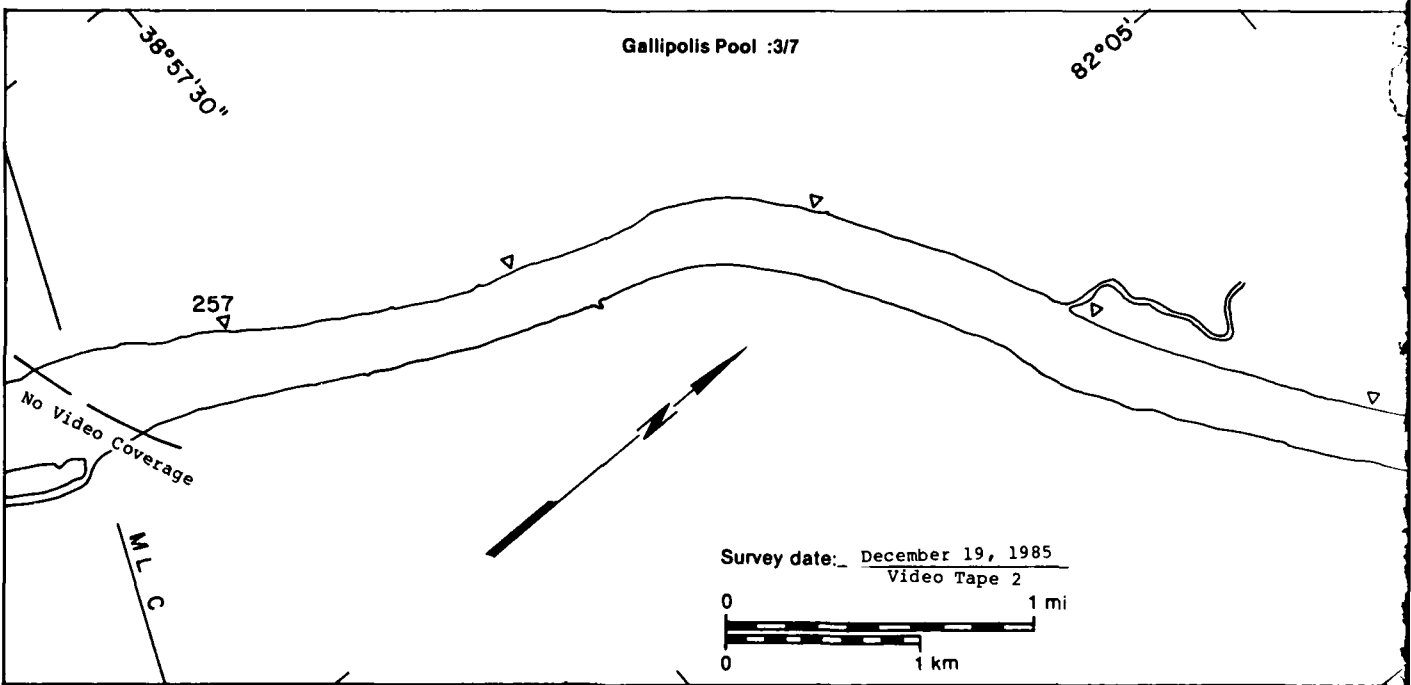 Gallipolis Pool :3/7
38°57'30"
82°05'
257
No Video Coverage
N
ML C
Survey date: December 19, 1985
Video Tape 2
0 1 mi
0 1 km